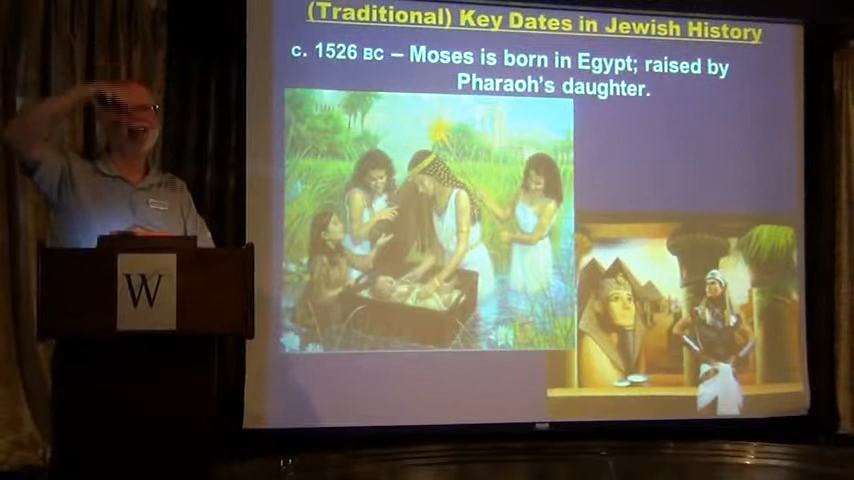 (Traditional) Key Dates in Jewish History
c. 1526 BC – Moses is born in Egypt; raised by
Pharaoh's daughter.
W